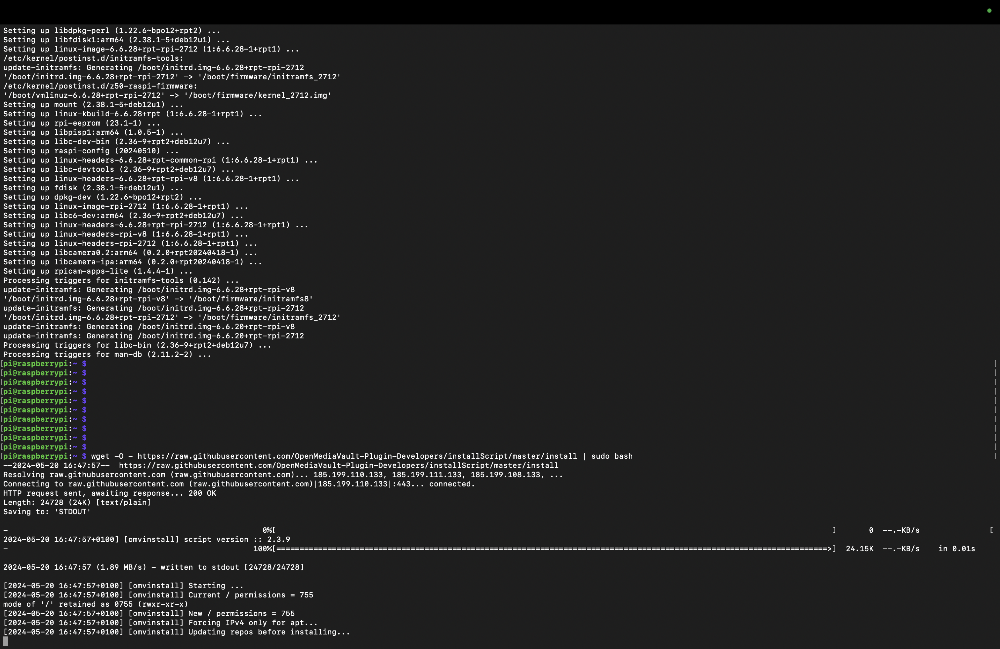 Setting up libdpkg-perl (1.22.6~bpo12+rpt2) ...
Setting up libfdisk1:arm64 (2.38.1-5+deb12u1) ...
Setting up linux-image-6.6.28+rpt-rpi-2712 (1:6.6.28-1+rpt1) ...
/etc/kernel/postinst.d/initramfs-tools:
update-initramfs: Generating /boot/initrd.img-6.6.28+rpt-rpi-2712
'/boot/initrd.img-6.6.28+rpt-rpi-2712' -> '/boot/firmware/initramfs_2712'
/etc/kernel/postinst.d/z50-raspi-firmware:
'/boot/vmlinuz-6.6.28+rpt-rpi-2712' -> '/boot/firmware/kernel_2712.img'
Setting up mount (2.38.1-5+deb12u1) ...
Setting up linux-kbuild-6.6.28+rpt (1:6.6.28-1+rpt1) ...
Setting up rpi-eeprom (23.1-1) ...
Setting up libpisp1:arm64 (1.0.5-1) ...
Setting up libc-dev-bin (2.36-9+rpt2+deb12u7) ...
Setting up raspi-config (20240510) ...
Setting up linux-headers-6.6.28+rpt-common-rpi (1:6.6.28-1+rpt1) ...
Setting up libc-devtools (2.36-9+rpt2+deb12u7) ...
Setting up linux-headers-6.6.28+rpt-rpi-v8 (1:6.6.28-1+rpt1) ...
Setting up fdisk (2.38.1-5+deb12u1) ...
Setting up dpkg-dev (1.22.6~bpo12+rpt2) ...
Setting up linux-image-rpi-2712 (1:6.6.28-1+rpt1) ...
Setting up libc6-dev:arm64 (2.36-9+rpt2+deb12u7) ...
Setting up linux-headers-6.6.28+rpt-rpi-2712 (1:6.6.28-1+rpt1) ...
Setting up linux-headers-rpi-v8 (1:6.6.28-1+rpt1) ...
Setting up linux-headers-rpi-2712 (1:6.6.28-1+rpt1) ...
Setting up libcamera0.2:arm64 (0.2.0+rpt20240418-1) ...
Setting up libcamera-ipa:arm64 (0.2.0+rpt20240418-1) ...
Setting up rpicam-apps-lite (1.4.4-1) ...
Processing triggers for initramfs-tools (0.142) ...
update-initramfs: Generating /boot/initrd.img-6.6.28+rpt-rpi-v8
'/boot/initrd.img-6.6.28+rpt-rpi-v8' -> '/boot/firmware/initramfs8'
update-initramfs: Generating /boot/initrd.img-6.6.28+rpt-rpi-2712
'/boot/initrd.img-6.6.28+rpt-rpi-2712' -> '/boot/firmware/initramfs_2712'
update-initramfs: Generating /boot/initrd.img-6.6.20+rpt-rpi-v8
update-initramfs: Generating /boot/initrd.img-6.6.20+rpt-rpi-2712
Processing triggers for libc-bin (2.36-9+rpt2+deb12u7) ...
Processing triggers for man-db (2.11.2-2) ...
[pi@raspberrypi:~ $ ]
[pi@raspberrypi:~ $ ]
[pi@raspberrypi:~ $ ]
[pi@raspberrypi:~ $ ]
[pi@raspberrypi:~ $ ]
[pi@raspberrypi:~ $ ]
[pi@raspberrypi:~ $ ]
[pi@raspberrypi:~ $ ]
[pi@raspberrypi:~ $ ]
[pi@raspberrypi:~ $ ]
[pi@raspberrypi:~ $ wget -O - https://raw.githubusercontent.com/OpenMediaVault-Plugin-Developers/installScript/master/install | sudo bash ]
--2024-05-20 16:47:57--  https://raw.githubusercontent.com/OpenMediaVault-Plugin-Developers/installScript/master/install
Resolving raw.githubusercontent.com (raw.githubusercontent.com)... 185.199.110.133, 185.199.111.133, 185.199.108.133, ...
Connecting to raw.githubusercontent.com (raw.githubusercontent.com)|185.199.110.133|:443... connected.
HTTP request sent, awaiting response... 200 OK
Length: 24728 (24K) [text/plain]
Saving to: 'STDOUT'
- 0%[ ] 0 --.-KB/s [
2024-05-20 16:47:57+0100] [omvinstall] script version :: 2.3.9
- 100%[=======================================================================================================================>] 24.15K --.-KB/s in 0.01s
2024-05-20 16:47:57 (1.89 MB/s) - written to stdout [24728/24728]
[2024-05-20 16:47:57+0100] [omvinstall] Starting ...
[2024-05-20 16:47:57+0100] [omvinstall] Current / permissions = 755
mode of '/' retained as 0755 (rwxr-xr-x)
[2024-05-20 16:47:57+0100] [omvinstall] New / permissions = 755
[2024-05-20 16:47:57+0100] [omvinstall] Forcing IPv4 only for apt...
[2024-05-20 16:47:57+0100] [omvinstall] Updating repos before installing...